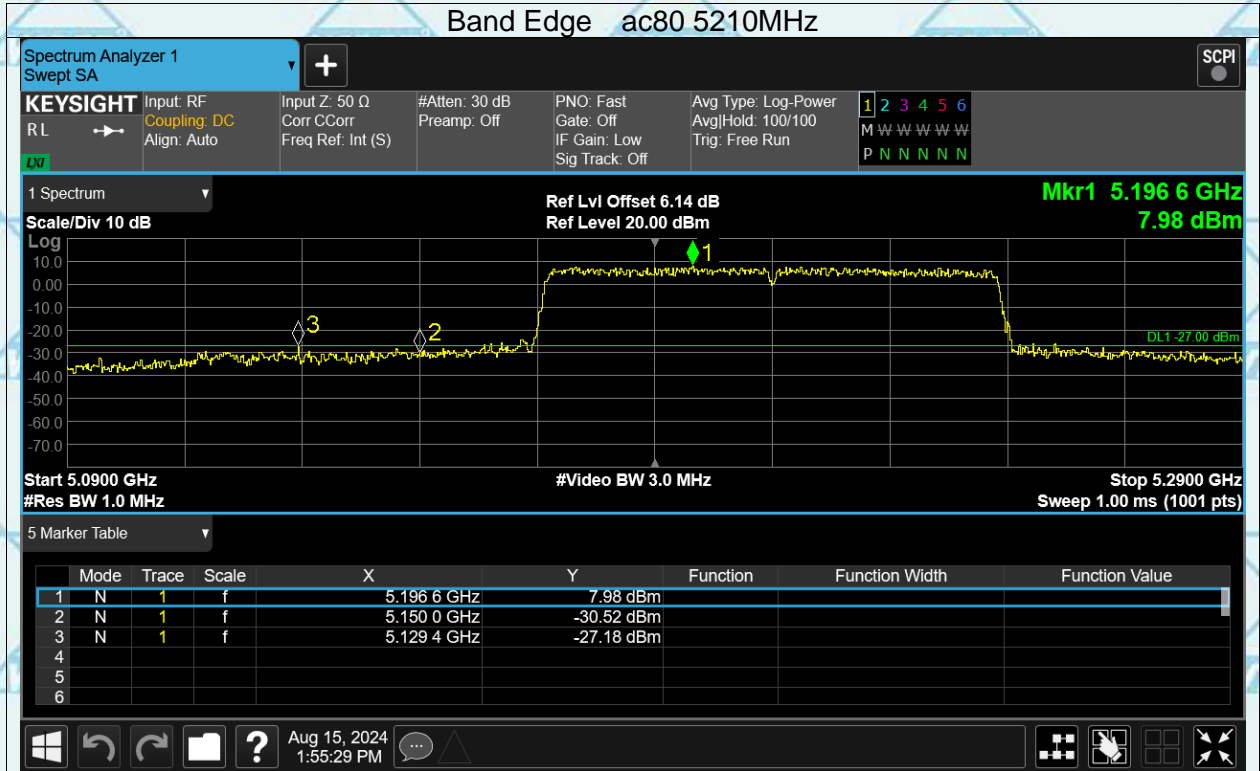 Band Edge ac80 5210MHz
Spectrum Analyzer 1
Swept SA
+
SCPI
KEYSIGHT
R L
LXI
Input: RF
Coupling: DC
Align: Auto
Input Z: 50 Ω
Corr CCorr
Freq Ref: Int (S)
#Atten: 30 dB
Preamp: Off
PNO: Fast
Gate: Off
IF Gain: Low
Sig Track: Off
Avg Type: Log-Power
Avg|Hold: 100/100
Trig: Free Run
1 2 3 4 5 6
M W W W W W
P N N N N N
1 Spectrum
Scale/Div 10 dB
Ref Lvl Offset 6.14 dB
Ref Level 20.00 dBm
Mkr1 5.196 6 GHz
7.98 dBm
Log
10.0
0.00
-10.0
-20.0
-30.0
-40.0
-50.0
-60.0
-70.0
1
3
2
DL1 -27.00 dBm
Start 5.0900 GHz
#Res BW 1.0 MHz
#Video BW 3.0 MHz
Stop 5.2900 GHz
Sweep 1.00 ms (1001 pts)
5 Marker Table
Mode Trace Scale X Y Function Function Width Function Value
1 N 1 f 5.196 6 GHz 7.98 dBm
2 N 1 f 5.150 0 GHz -30.52 dBm
3 N 1 f 5.129 4 GHz -27.18 dBm
4
5
6
?
Aug 15, 2024
1:55:29 PM